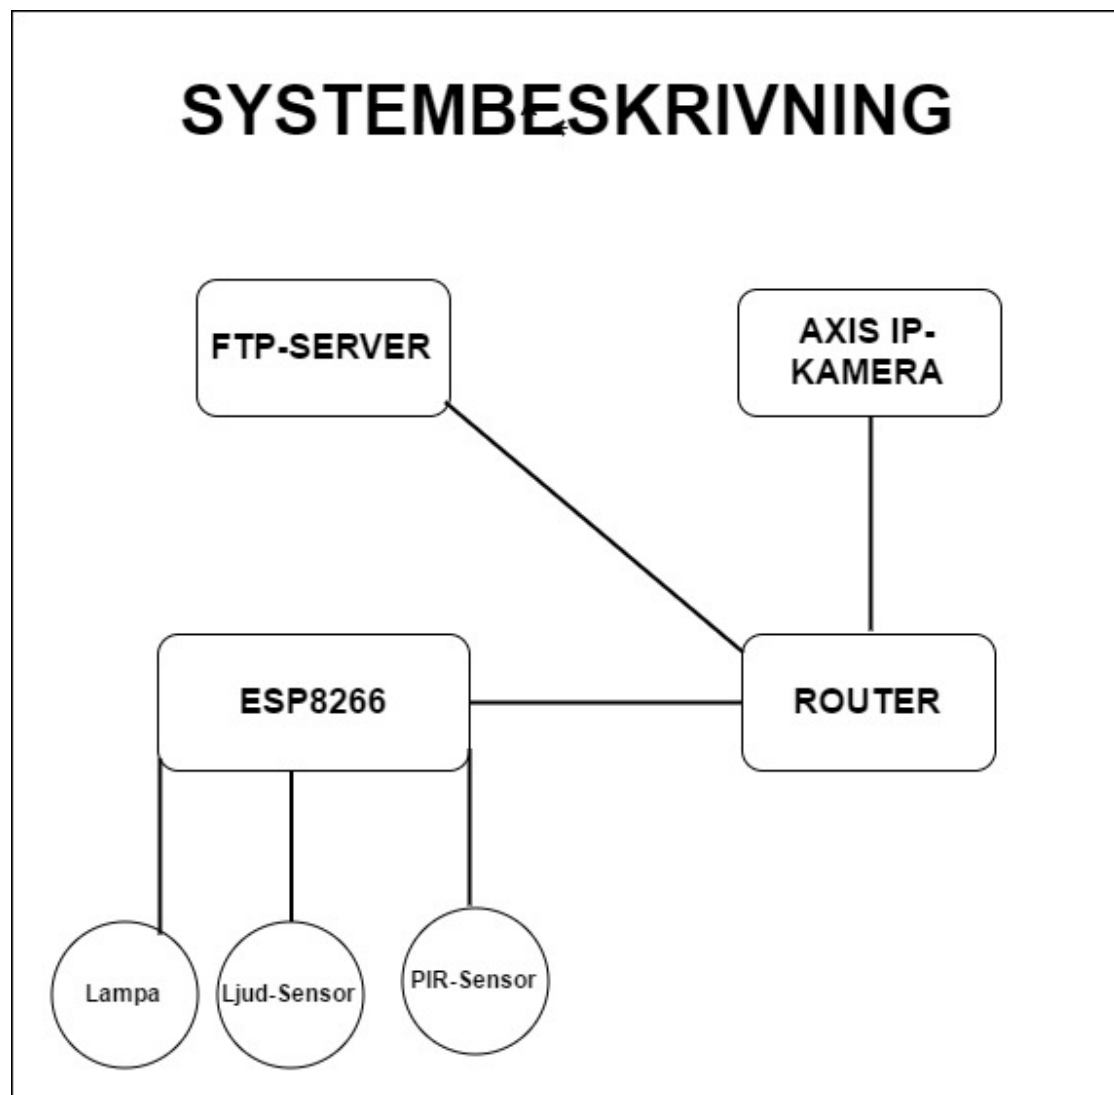 SYSTEMBESKRIVNING
FTP-SERVER
AXIS IP-
KAMERA
ESP8266
ROUTER
Lampa
Ljud-Sensor
PIR-Sensor